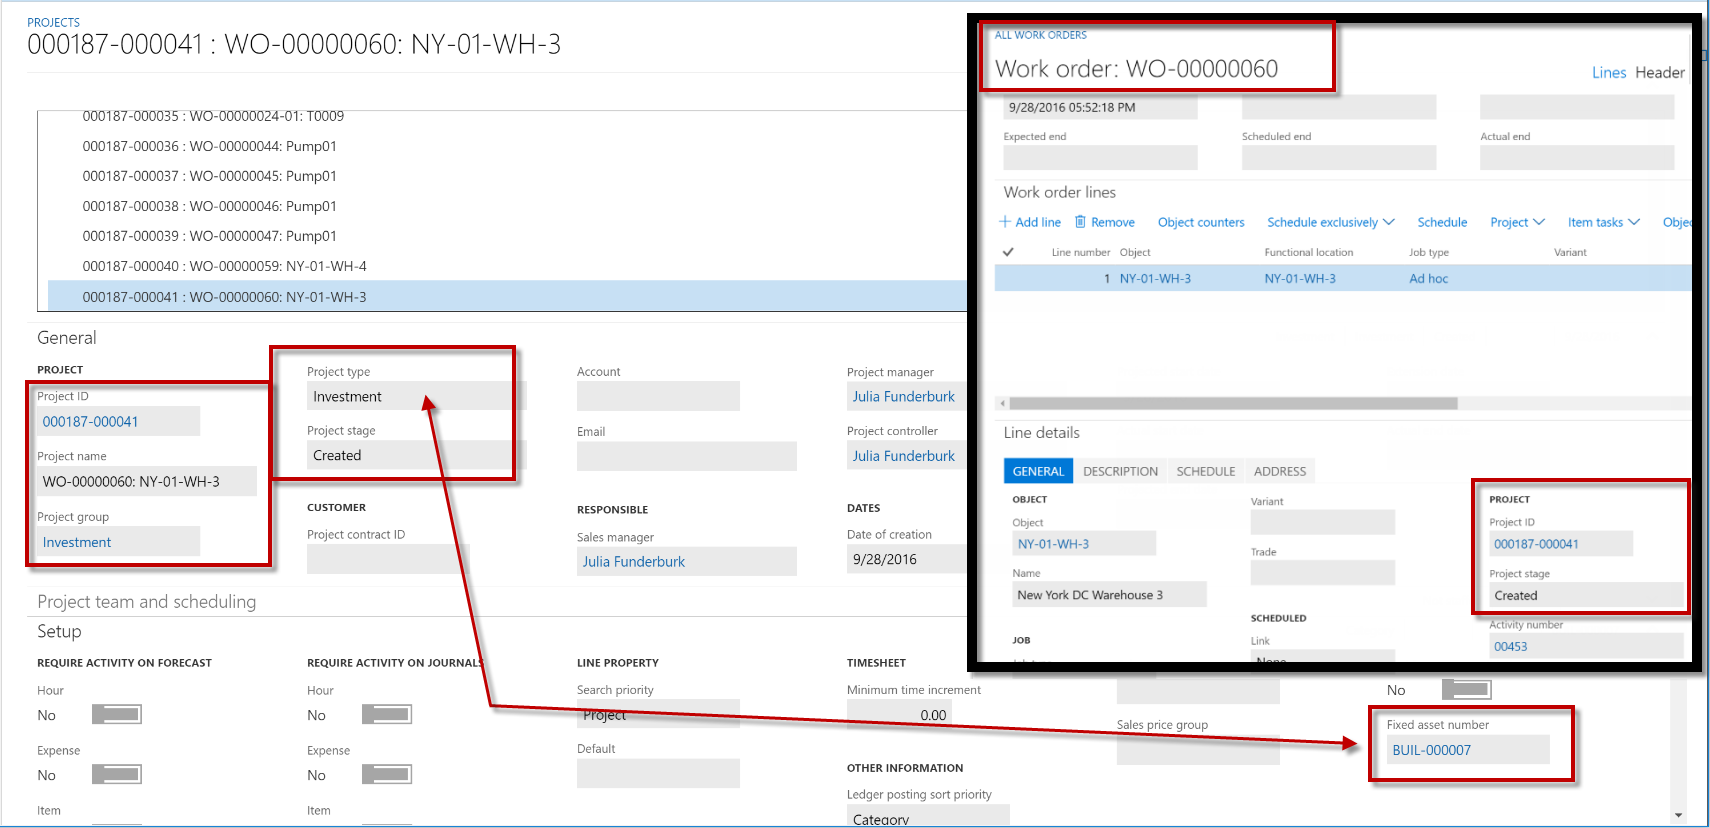 PROJECTS
000187-000041 : WO-00000060: NY-01-WH-3
000187-000035 : WO-00000024-01: T0009
000187-000036 : WO-00000044: Pump01
000187-000037 : WO-00000045: Pump01
000187-000038 : WO-00000046: Pump01
000187-000039 : WO-00000047: Pump01
000187-000040 : WO-00000059: NY-01-WH-4
000187-000041 : WO-00000060: NY-01-WH-3
General
PROJECT
Project ID
000187-000041
Project name
WO-00000060: NY-01-WH-3
Project group
Investment
Project type
Investment
Project stage
Created
CUSTOMER
Project contract ID
Account
Email
RESPONSIBLE
Sales manager
Julia Funderburk
Project manager
Julia Funderburk
Project controller
Julia Funderburk
DATES
Date of creation
9/28/2016
Project team and scheduling
Setup
REQUIRE ACTIVITY ON FORECAST
Hour
No
Expense
No
Item
REQUIRE ACTIVITY ON JOURNALS
Hour
No
Expense
No
Item
LINE PROPERTY
Search priority
Project
Default
TIMESHEET
Minimum time increment
0.00
OTHER INFORMATION
Ledger posting sort priority
Category
Sales price group
No
Fixed asset number
BUIL-000007
ALL WORK ORDERS
Work order: WO-00000060
Lines Header
9/28/2016 05:52:18 PM
Expected end Scheduled end Actual end
Work order lines
+ Add line Remove Object counters Schedule exclusively Schedule Project Item tasks Objec
Line number Object Functional location Job type Variant
1 NY-01-WH-3 NY-01-WH-3 Ad hoc
Line details
GENERAL DESCRIPTION SCHEDULE ADDRESS
OBJECT
Object
NY-01-WH-3
Name
New York DC Warehouse 3
JOB
Variant
Trade
SCHEDULED
Link
None
PROJECT
Project ID
000187-000041
Project stage
Created
Activity number
00453